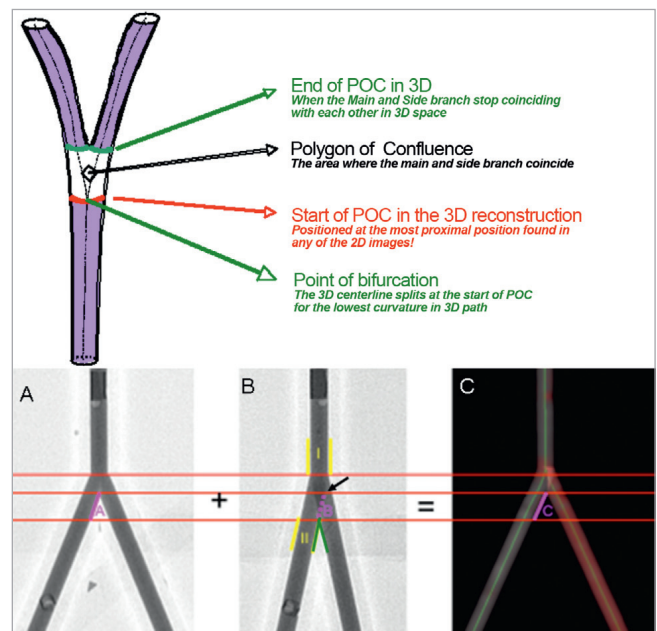 End of POC in 3D
When the Main and Side branch stop coinciding
with each other in 3D space
Polygon of Confluence
The area where the main and side branch coincide
Start of POC in the 3D reconstruction
Positioned at the most proximal position found in
any of the 2D images!
Point of bifurcation
The 3D centerline splits at the start of POC
for the lowest curvature in 3D path
A
B
C
I
A
+
B
=
C
II